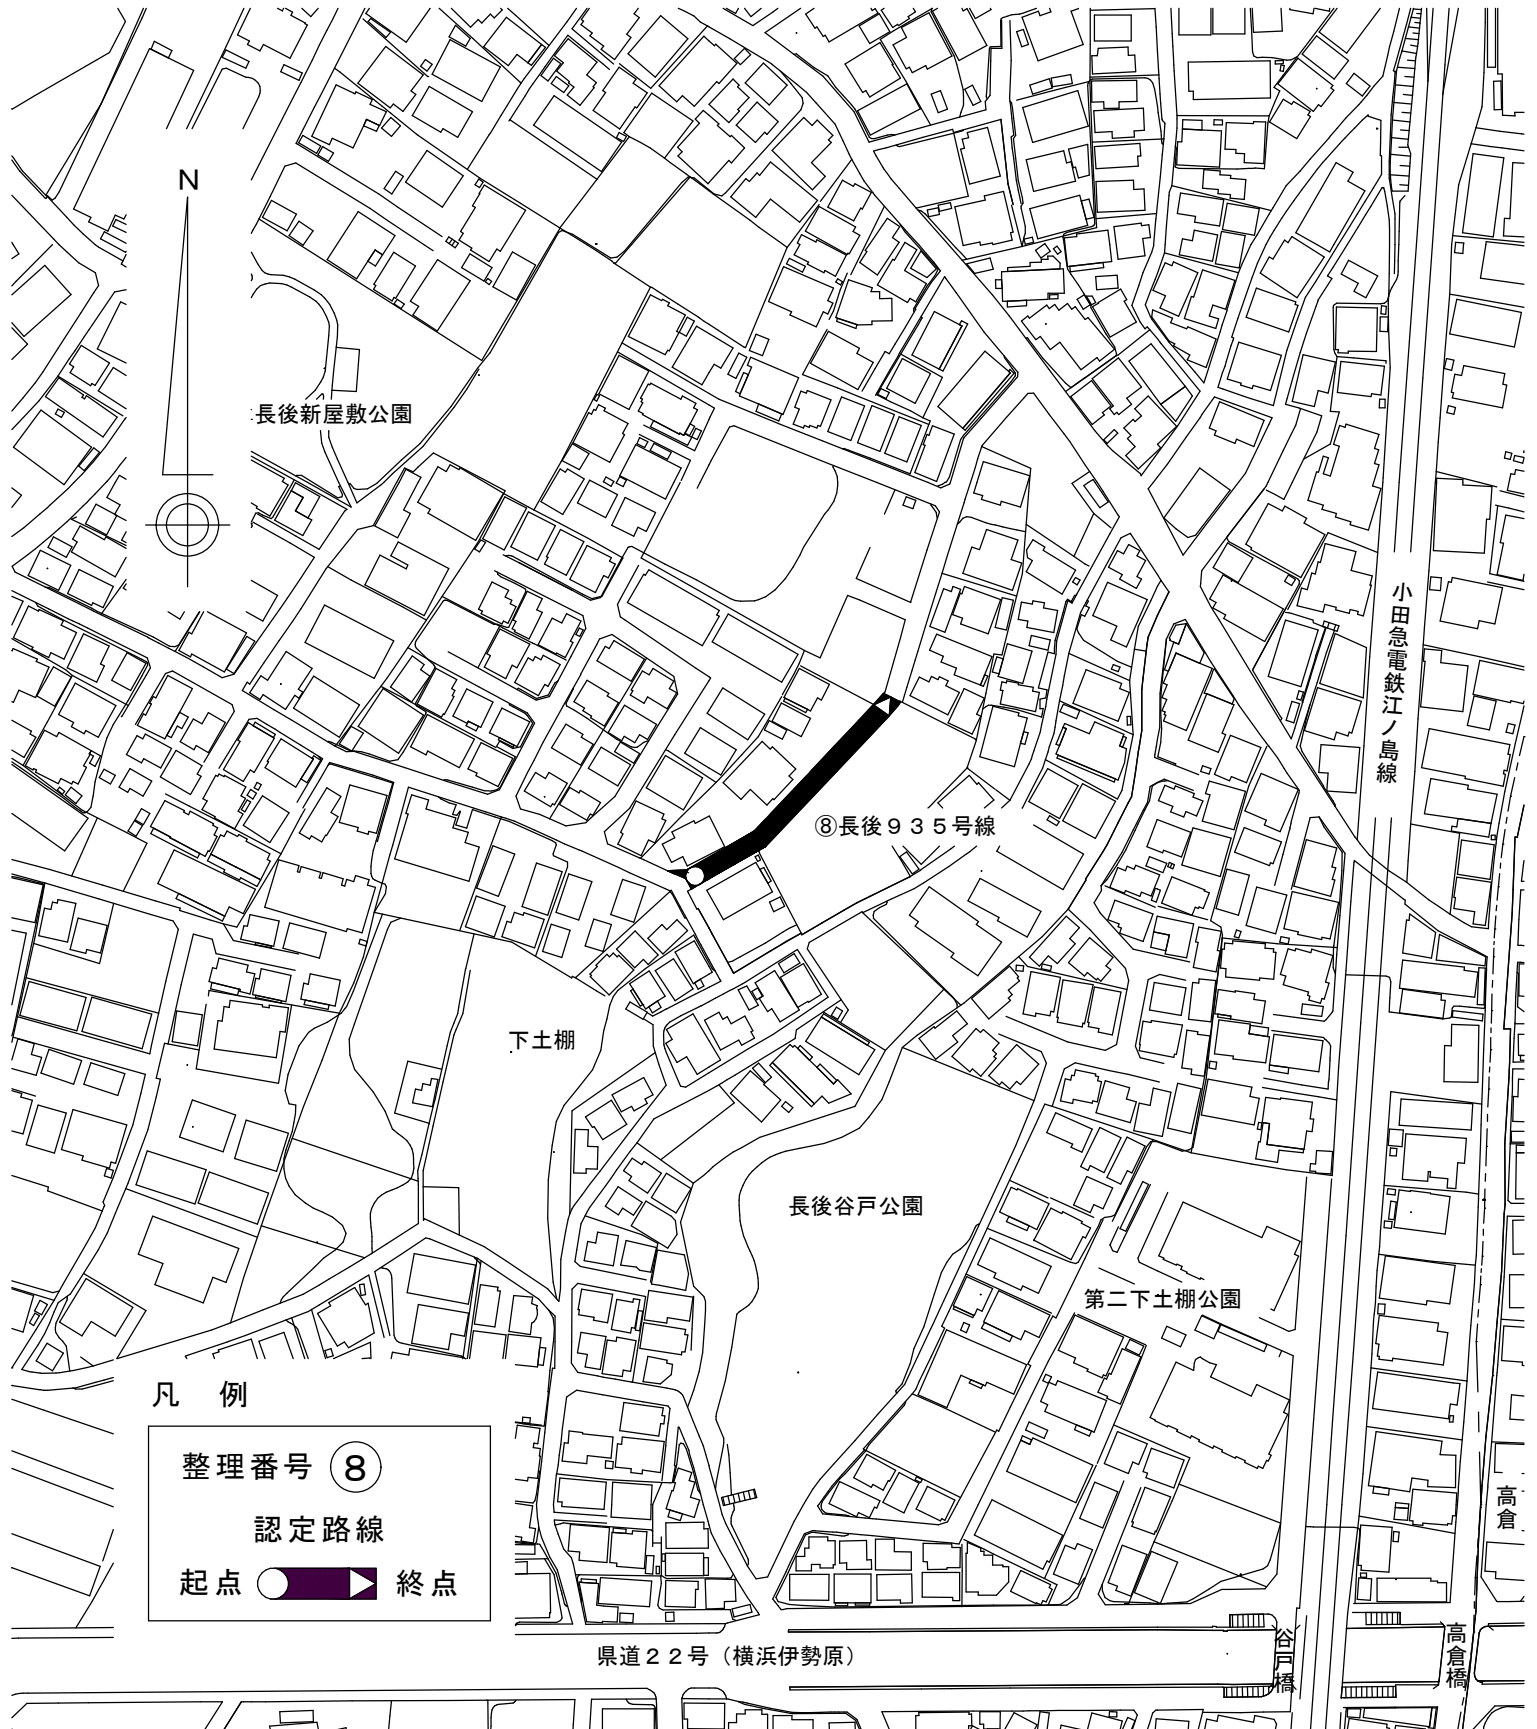 N
長後新屋敷公園
小田急電鉄江ノ島線
⑧長後９３５号線
下土棚
長後谷戸公園
第二下土棚公園
凡　例
整理番号 ⑧
認定路線
起点 終点
高倉
県道２２号（横浜伊勢原）
谷戸橋
高倉橋